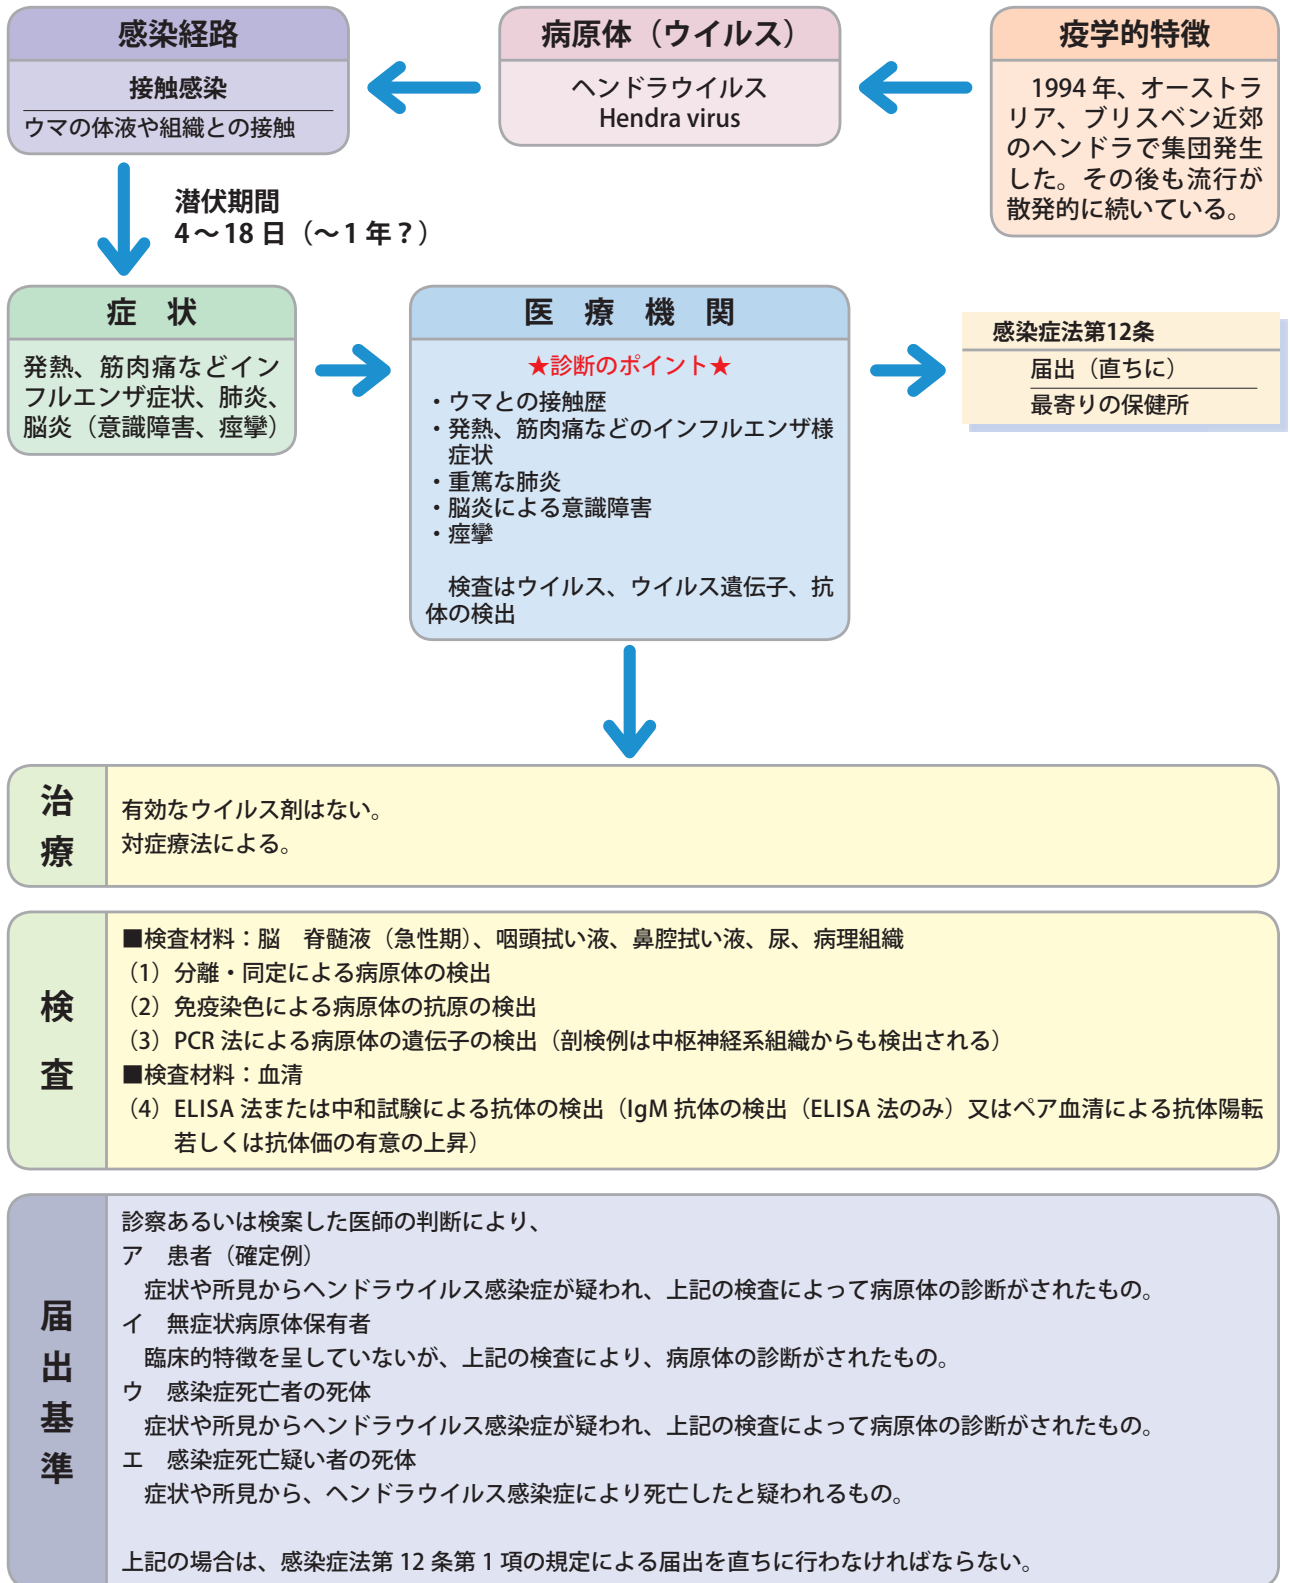 感染経路
接触感染
ウマの体液や組織との接触
病原体（ウイルス）
ヘンドラウイルス
Hendra virus
疫学的特徴
1994 年、オーストラ
リア、ブリスベン近郊
のヘンドラで集団発生
した。その後も流行が
散発的に続いている。
潜伏期間
4～18 日（～1 年？）
症　状
発熱、筋肉痛などイン
フルエンザ症状、肺炎、
脳炎（意識障害、痙攣）
医　療　機　関
★診断のポイント★
・ウマとの接触歴
・発熱、筋肉痛などのインフルエンザ様
症状
・重篤な肺炎
・脳炎による意識障害
・痙攣
検査はウイルス、ウイルス遺伝子、抗
体の検出
感染症法第12条
届出（直ちに）
最寄りの保健所
治療
有効なウイルス剤はない。
対症療法による。
検査
■検査材料：脳　脊髄液（急性期）、咽頭拭い液、鼻腔拭い液、尿、病理組織
（1）分離・同定による病原体の検出
（2）免疫染色による病原体の抗原の検出
（3）PCR 法による病原体の遺伝子の検出（剖検例は中枢神経系組織からも検出される）
■検査材料：血清
（4）ELISA 法または中和試験による抗体の検出（IgM 抗体の検出（ELISA 法のみ）又はペア血清による抗体陽転
若しくは抗体価の有意の上昇）
届出基準
診察あるいは検案した医師の判断により、
ア　患者（確定例）
症状や所見からヘンドラウイルス感染症が疑われ、上記の検査によって病原体の診断がされたもの。
イ　無症状病原体保有者
臨床的特徴を呈していないが、上記の検査により、病原体の診断がされたもの。
ウ　感染症死亡者の死体
症状や所見からヘンドラウイルス感染症が疑われ、上記の検査によって病原体の診断がされたもの。
エ　感染症死亡疑い者の死体
症状や所見から、ヘンドラウイルス感染症により死亡したと疑われるもの。
上記の場合は、感染症法第 12 条第 1 項の規定による届出を直ちに行わなければならない。